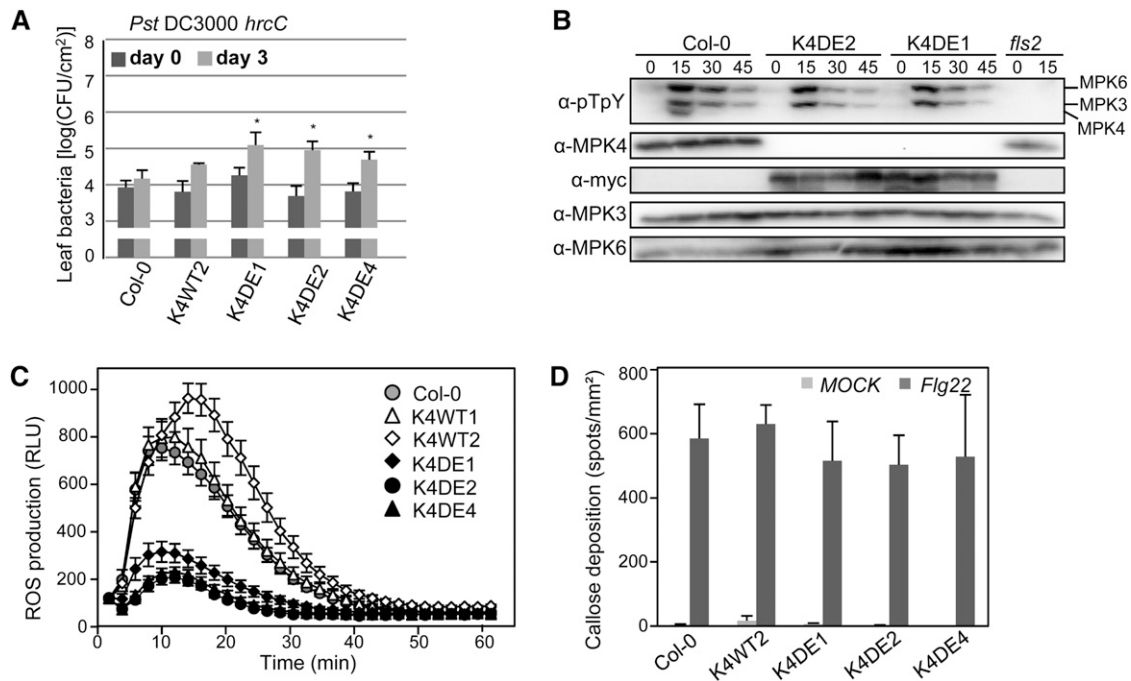 A
Pst DC3000 hrcC
Leaf bacteria [log(CFU/cm²)]
8
7
6
5
4
3
0
day 0
day 3
* * *
Col-0
K4WT2
K4DE1
K4DE2
K4DE4
B
Col-0 K4DE2 K4DE1 fls2
0 15 30 45 0 15 30 45 0 15 30 45 0 15
α-pTpY
MPK6
MPK3
MPK4
α-MPK4
α-myc
α-MPK3
α-MPK6
C
ROS production (RLU)
1000
800
600
400
200
0
0 10 20 30 40 50 60
Time (min)
Col-0
K4WT1
K4WT2
K4DE1
K4DE2
K4DE4
D
Callose deposition (spots/mm²)
800
600
400
200
0
MOCK Flg22
Col-0
K4WT2
K4DE1
K4DE2
K4DE4